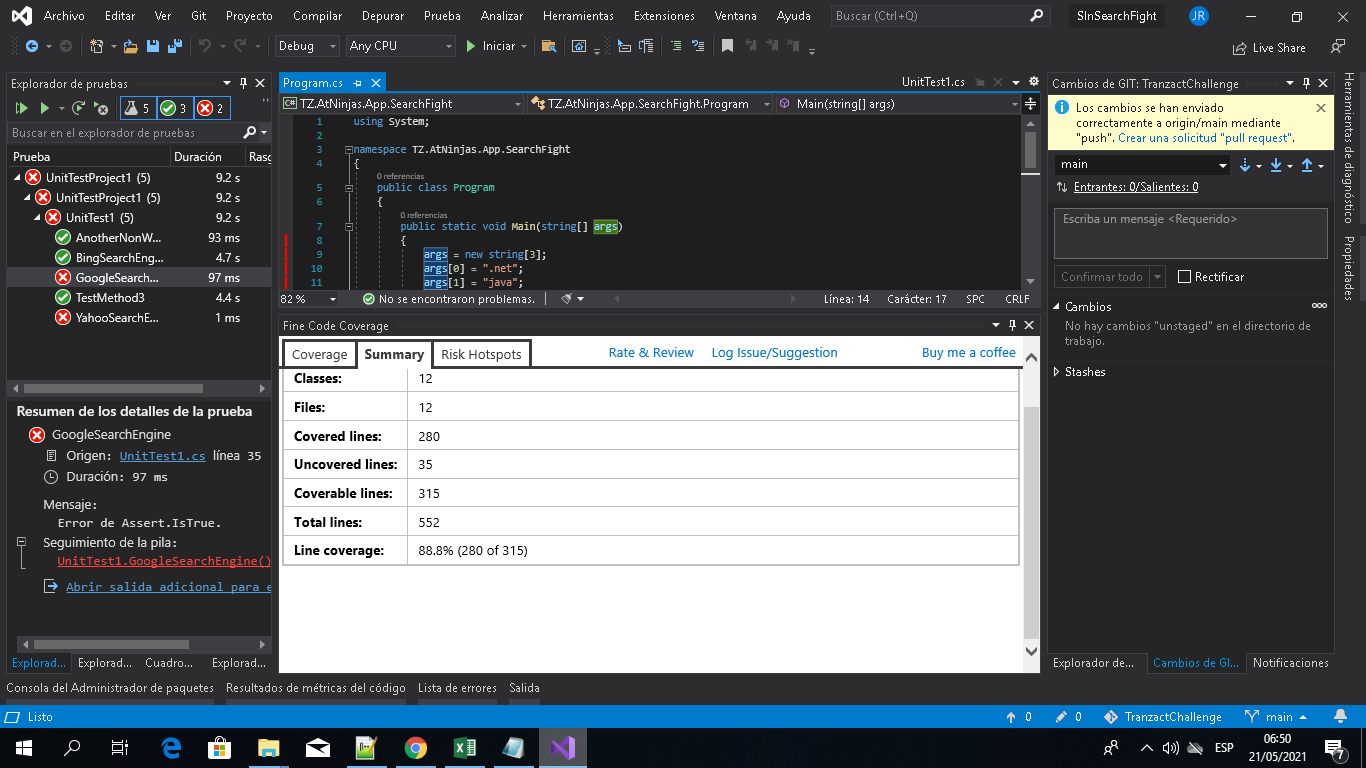 Archivo Editar Ver Git Proyecto Compilar Depurar Prueba Analizar Herramientas Extensiones Ventana Ayuda Buscar (Ctrl+Q) SInSearchFight JR
Debug Any CPU Iniciar Live Share
Explorador de pruebas
5 3 2
Buscar en el explorador de pruebas
Prueba Duración Rasg
UnitTestProject1 (5) 9.2 s
UnitTestProject1 (5) 9.2 s
UnitTest1 (5) 9.2 s
AnotherNonW... 93 ms
BingSearchEng... 4.7 s
GoogleSearch... 97 ms
TestMethod3 4.4 s
YahooSearchE... 1 ms
Resumen de los detalles de la prueba
GoogleSearchEngine
Origen: UnitTest1.cs línea 35
Duración: 97 ms
Mensaje:
Error de Assert.IsTrue.
Seguimiento de la pila:
UnitTest1.GoogleSearchEngine()
Abrir salida adicional para e
Explorad... Explorad... Cuadro... Explorad...
Program.cs UnitTest1.cs
TZ.AtNinjas.App.SearchFight TZ.AtNinjas.App.SearchFight.Program Main(string[] args)
1 using System;
2
3 namespace TZ.AtNinjas.App.SearchFight
4 {
0 referencias
5 public class Program
6 {
0 referencias
7 public static void Main(string[] args)
8 {
9 args = new string[3];
10 args[0] = ".net";
11 args[1] = "java";
82 % No se encontraron problemas. Línea: 14 Carácter: 17 SPC CRLF
Fine Code Coverage
Coverage Summary Risk Hotspots Rate & Review Log Issue/Suggestion Buy me a coffee
Classes: 12
Files: 12
Covered lines: 280
Uncovered lines: 35
Coverable lines: 315
Total lines: 552
Line coverage: 88.8% (280 of 315)
Cambios de GIT: TranzactChallenge
Los cambios se han enviado
correctamente a origin/main mediante
"push". Crear una solicitud "pull request".
main
Entrantes: 0/Salientes: 0
Escriba un mensaje <Requerido>
Confirmar todo Rectificar
Cambios
No hay cambios "unstaged" en el directorio de
trabajo.
Stashes
Explorador de... Cambios de GI... Notificaciones
Herramientas de diagnóstico
Propiedades
Consola del Administrador de paquetes Resultados de métricas del código Lista de errores Salida
Listo 0 0 TranzactChallenge main
ESP 06:50
21/05/2021
7